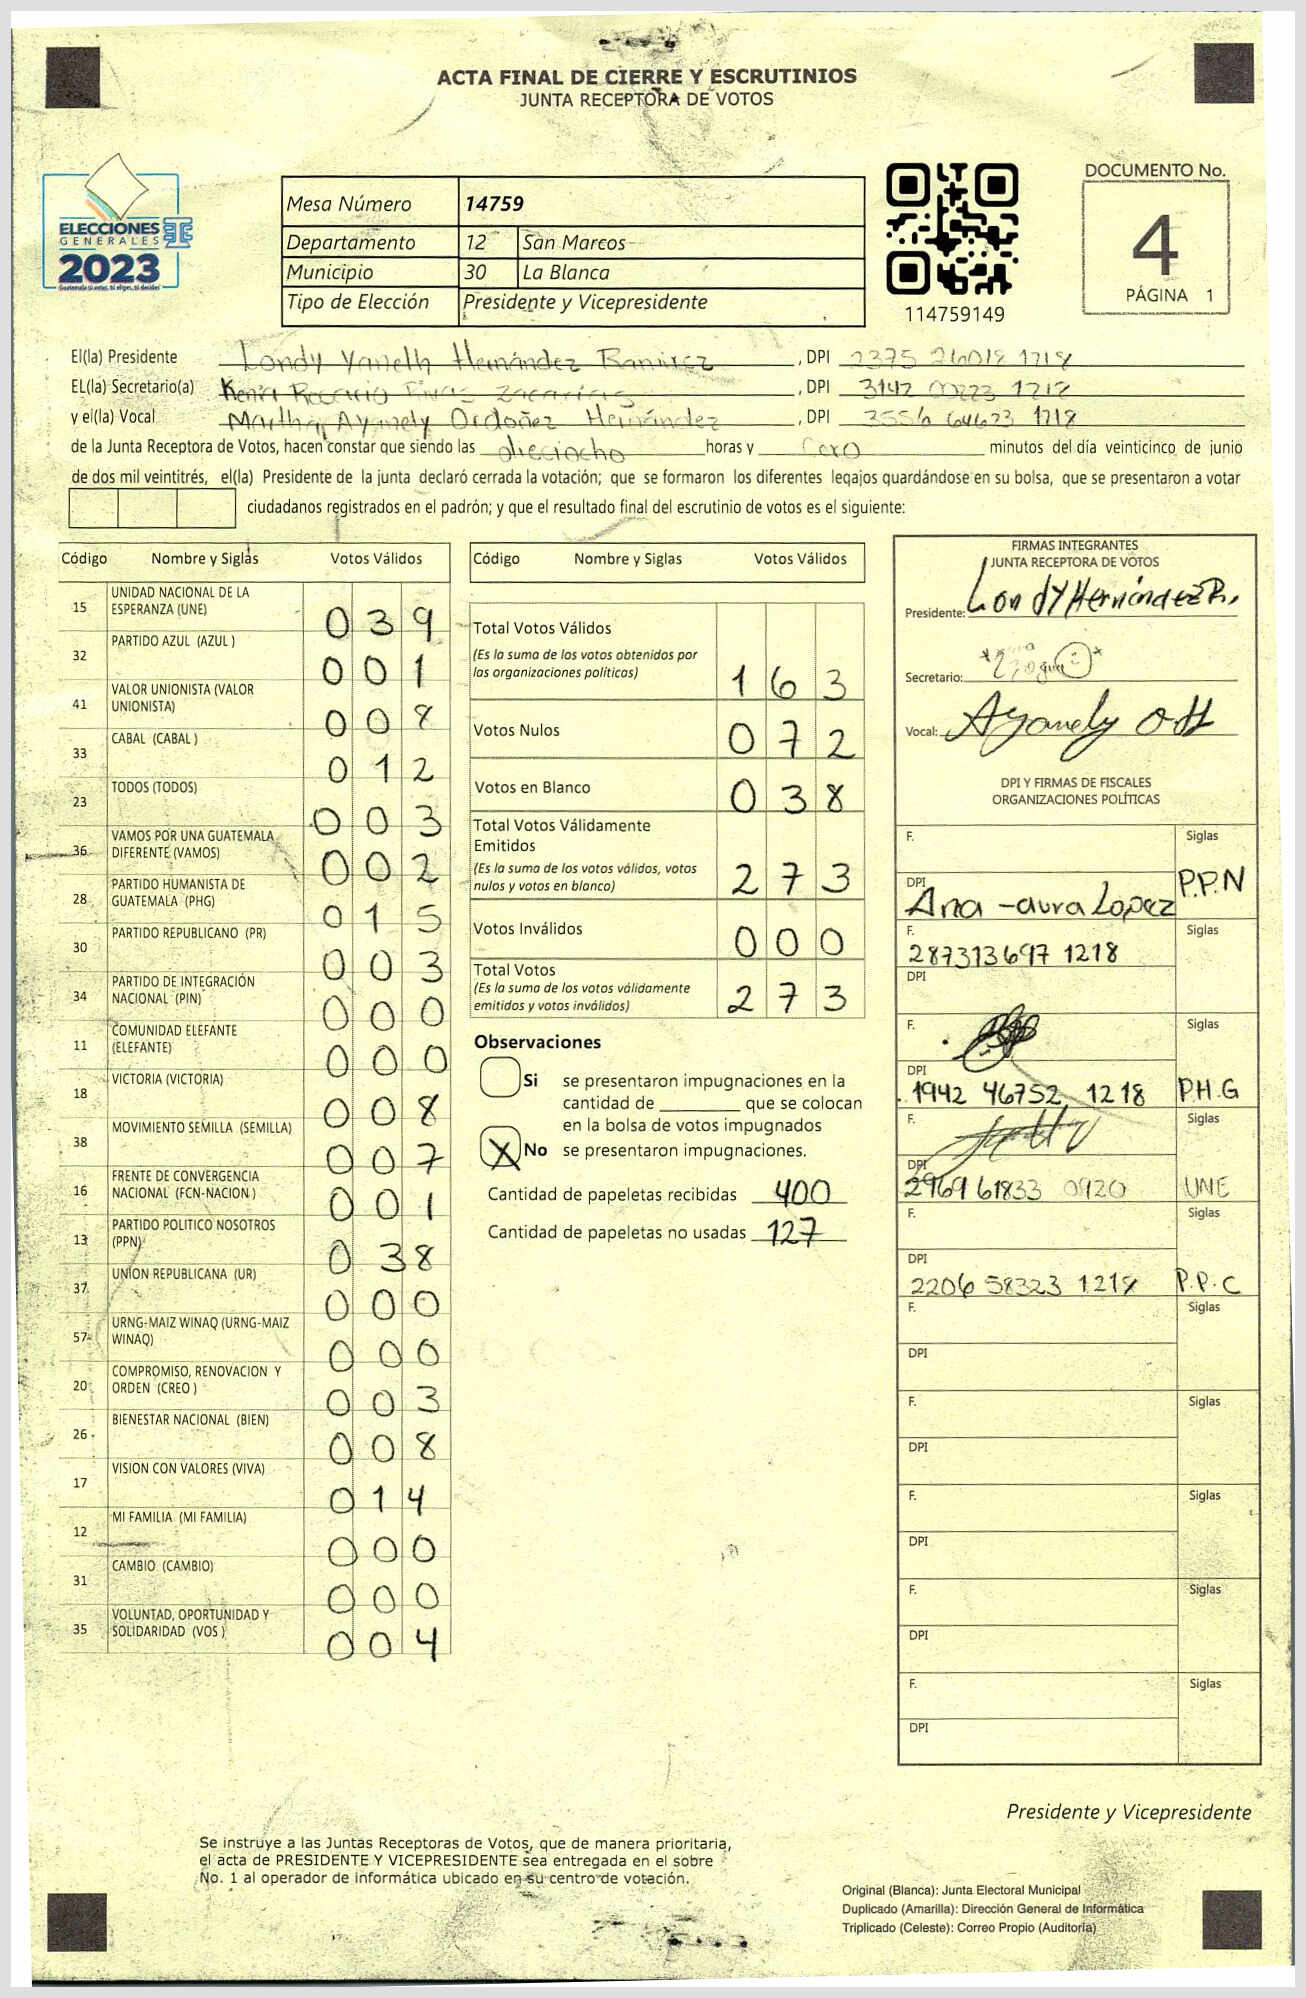 ACTA FINAL DE CIERRE Y ESCRUTINIOS
JUNTA RECEPTORA DE VOTOS
DOCUMENTO No.
4
PÁGINA 1
ELECCIONES
GENERALES
2023
Mesa Número 14759
Departamento 12 San Marcos
Municipio 30 La Blanca
Tipo de Elección Presidente y Vicepresidente
114759149
El(la) Presidente Londy Yaneth Hernández Ramirez , DPI 2375 26018 1218
EL(la) Secretario(a) Rosario , DPI 3142 00223 1218
y el(la) Vocal Martha Ayanely Ordoñez Hernández , DPI 3556 64623 1218
de la Junta Receptora de Votos, hacen constar que siendo las dieciocho horas y Cero minutos del día veinticinco de junio
de dos mil veintitrés, el(la) Presidente de la junta declaró cerrada la votación; que se formaron los diferentes legajos guardándose en su bolsa, que se presentaron a votar
ciudadanos registrados en el padrón; y que el resultado final del escrutinio de votos es el siguiente:
Código Nombre y Siglas Votos Válidos
15 UNIDAD NACIONAL DE LA ESPERANZA (UNE) 039
32 PARTIDO AZUL (AZUL ) 001
41 VALOR UNIONISTA (VALOR UNIONISTA) 008
33 CABAL (CABAL ) 012
23 TODOS (TODOS) 003
36 VAMOS POR UNA GUATEMALA DIFERENTE (VAMOS) 002
28 PARTIDO HUMANISTA DE GUATEMALA (PHG) 015
30 PARTIDO REPUBLICANO (PR) 003
34 PARTIDO DE INTEGRACIÓN NACIONAL (PIN) 000
11 COMUNIDAD ELEFANTE (ELEFANTE) 000
18 VICTORIA (VICTORIA) 008
38 MOVIMIENTO SEMILLA (SEMILLA) 007
16 FRENTE DE CONVERGENCIA NACIONAL (FCN-NACION ) 001
13 PARTIDO POLITICO NOSOTROS (PPN) 038
37 UNION REPUBLICANA (UR) 000
57 URNG-MAIZ WINAQ (URNG-MAIZ WINAQ) 000
20 COMPROMISO, RENOVACION Y ORDEN (CREO ) 003
26 BIENESTAR NACIONAL (BIEN) 008
17 VISION CON VALORES (VIVA) 014
12 MI FAMILIA (MI FAMILIA) 000
31 CAMBIO (CAMBIO) 000
35 VOLUNTAD, OPORTUNIDAD Y SOLIDARIDAD (VOS ) 004
Código Nombre y Siglas Votos Válidos
Total Votos Válidos
(Es la suma de los votos obtenidos por
las organizaciones políticas) 163
Votos Nulos 072
Votos en Blanco 038
Total Votos Válidamente
Emitidos
(Es la suma de los votos válidos, votos
nulos y votos en blanco) 273
Votos Inválidos 000
Total Votos
(Es la suma de los votos válidamente
emitidos y votos inválidos) 273
Observaciones
Si se presentaron impugnaciones en la
cantidad de ________ que se colocan
en la bolsa de votos impugnados
X No se presentaron impugnaciones.
Cantidad de papeletas recibidas 400
Cantidad de papeletas no usadas 127
FIRMAS INTEGRANTES
JUNTA RECEPTORA DE VOTOS
Presidente: Londy Hernández R.
Secretario:
Vocal: Ayanely
DPI Y FIRMAS DE FISCALES
ORGANIZACIONES POLÍTICAS
F. Siglas
DPI P.P.N
Ana Lopez
F. Siglas
287313697 1218
DPI
F. Siglas
DPI
1942 46752 1218 P.H.G
F. Siglas
DPI
2969 61833 0920 UNE
F. Siglas
DPI
2206 58323 1218 P.P.C
F. Siglas
DPI
F. Siglas
DPI
F. Siglas
DPI
F. Siglas
DPI
F. Siglas
DPI
Presidente y Vicepresidente
Se instruye a las Juntas Receptoras de Votos, que de manera prioritaria,
el acta de PRESIDENTE Y VICEPRESIDENTE sea entregada en el sobre
No. 1 al operador de informática ubicado en su centro de votación.
Original (Blanca): Junta Electoral Municipal
Duplicado (Amarilla): Dirección General de Informática
Triplicado (Celeste): Correo Propio (Auditoria)